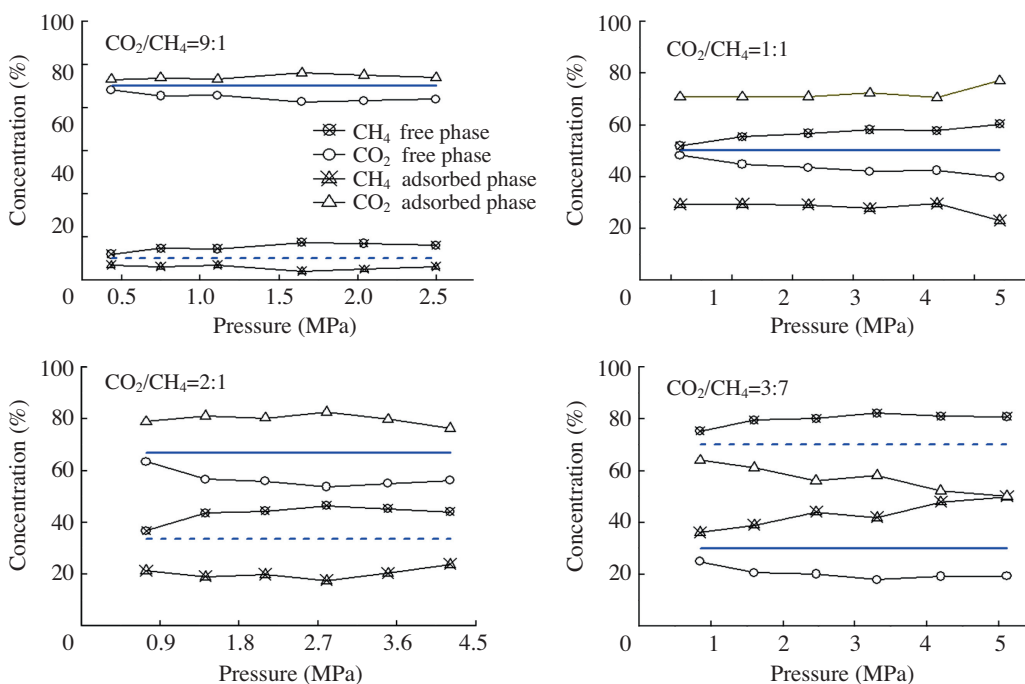 100
80
60
40
20
0
Concentration (%)
CO₂/CH₄=9:1
CH₄ free phase
CO₂ free phase
CH₄ adsorbed phase
CO₂ adsorbed phase
0.5 1.0 1.5 2.0 2.5
Pressure (MPa)
100
80
60
40
20
0
Concentration (%)
CO₂/CH₄=1:1
1 2 3 4 5
Pressure (MPa)
100
80
60
40
20
0
Concentration (%)
CO₂/CH₄=2:1
0.9 1.8 2.7 3.6 4.5
Pressure (MPa)
100
80
60
40
20
0
Concentration (%)
CO₂/CH₄=3:7
1 2 3 4 5
Pressure (MPa)